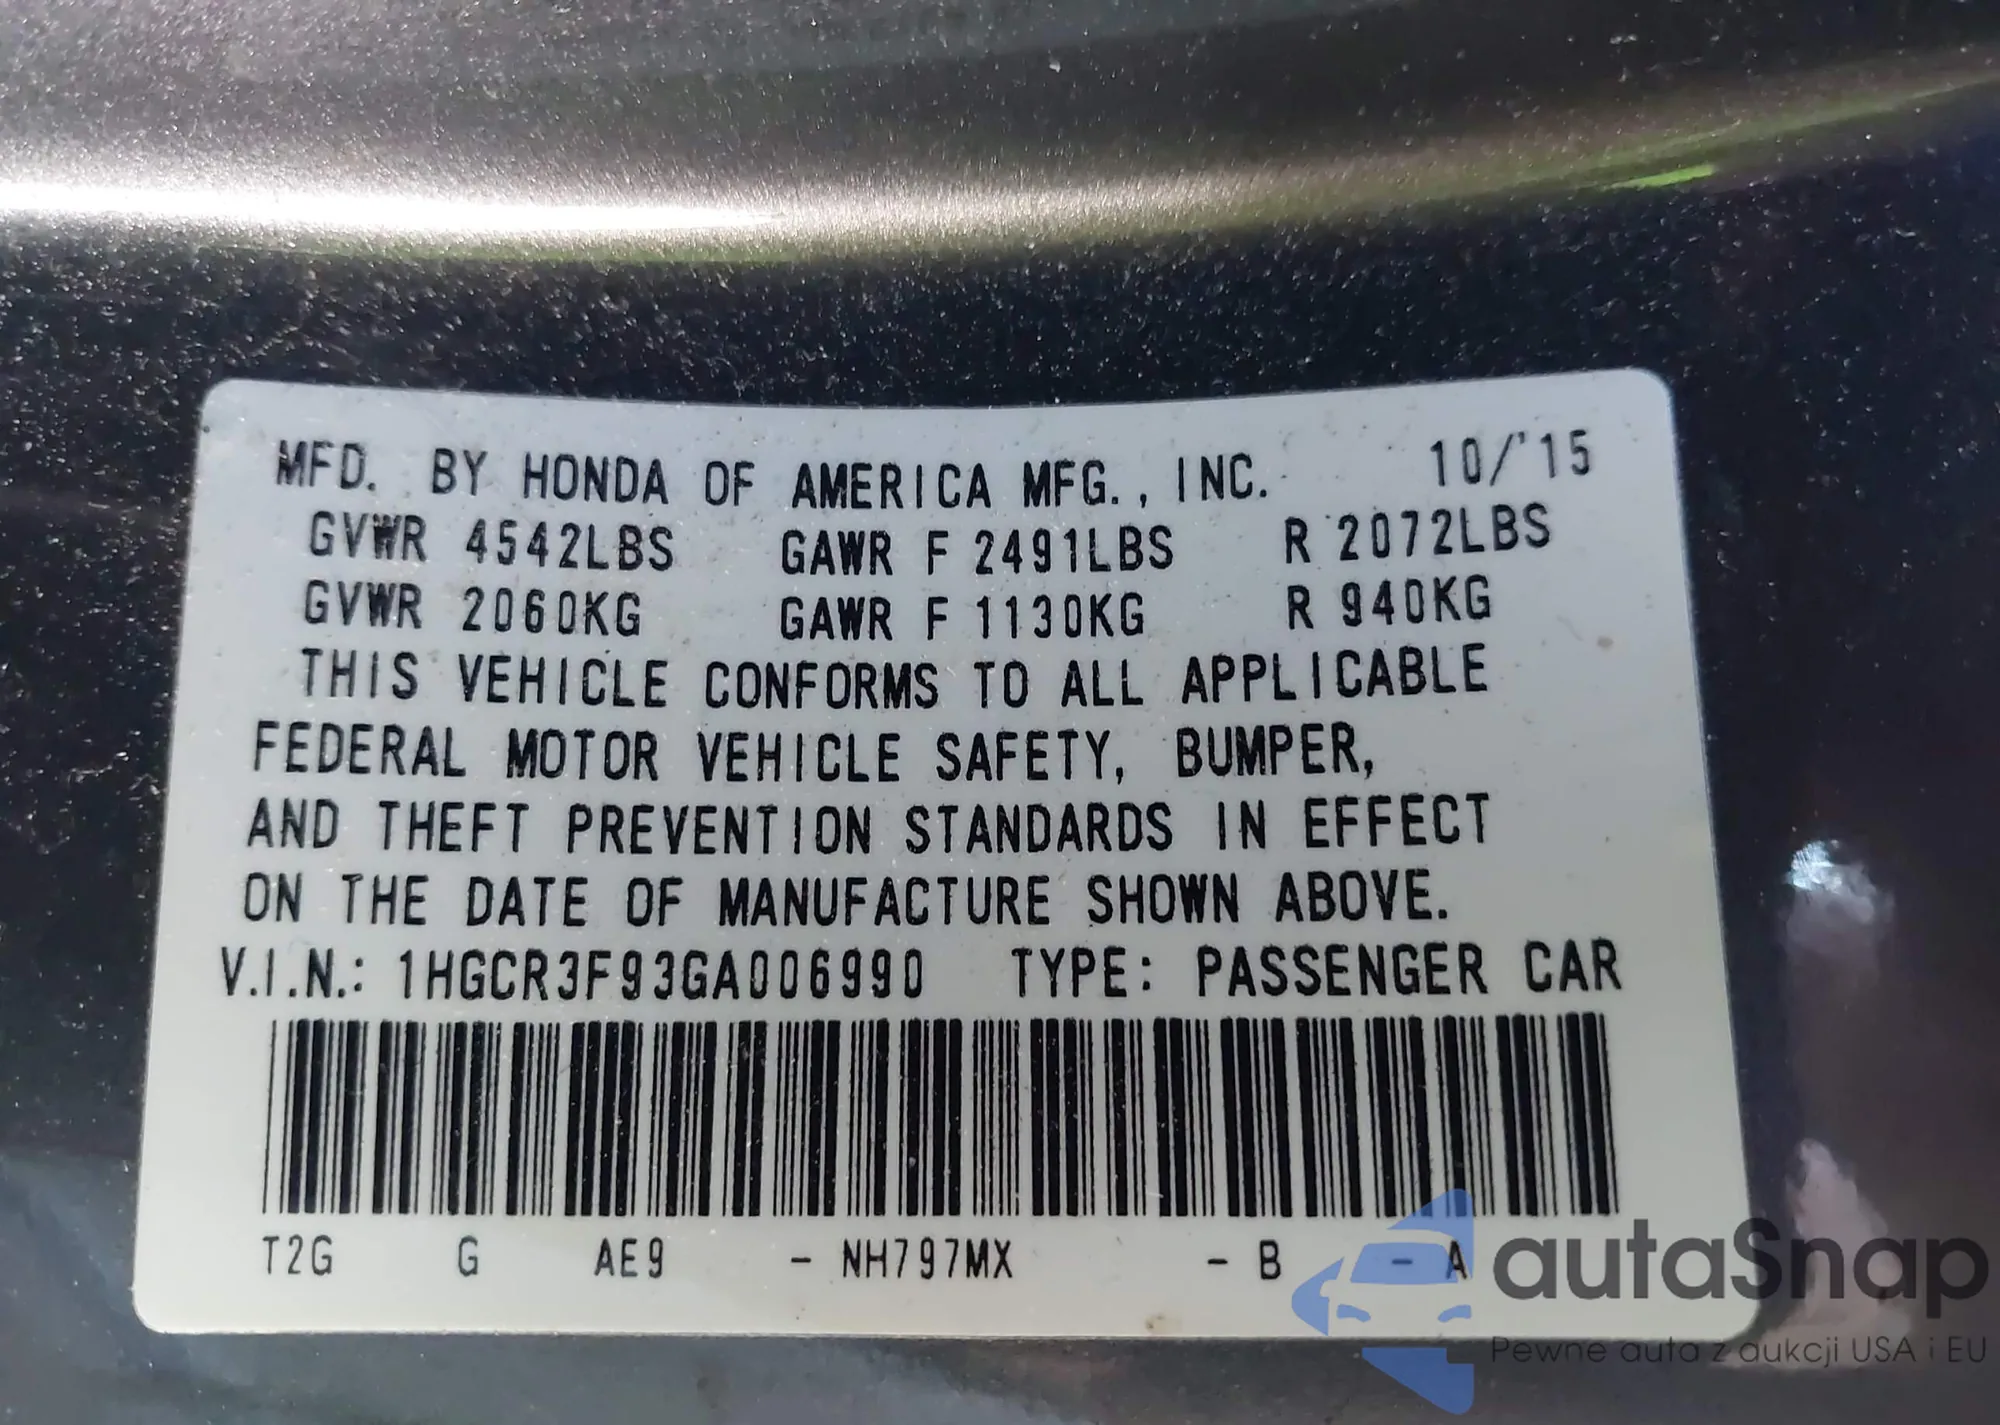 MFD. BY HONDA OF AMERICA MFG., INC. 10/'15
GVWR 4542LBS GAWR F 2491LBS R 2072LBS
GVWR 2060KG GAWR F 1130KG R 940KG
THIS VEHICLE CONFORMS TO ALL APPLICABLE
FEDERAL MOTOR VEHICLE SAFETY, BUMPER,
AND THEFT PREVENTION STANDARDS IN EFFECT
ON THE DATE OF MANUFACTURE SHOWN ABOVE.
V.I.N.: 1HGCR3F93GA006990 TYPE: PASSENGER CAR
T2G G AE9 - NH797MX - B - A
autaSnap
Pewne auta z aukcji USA i EU